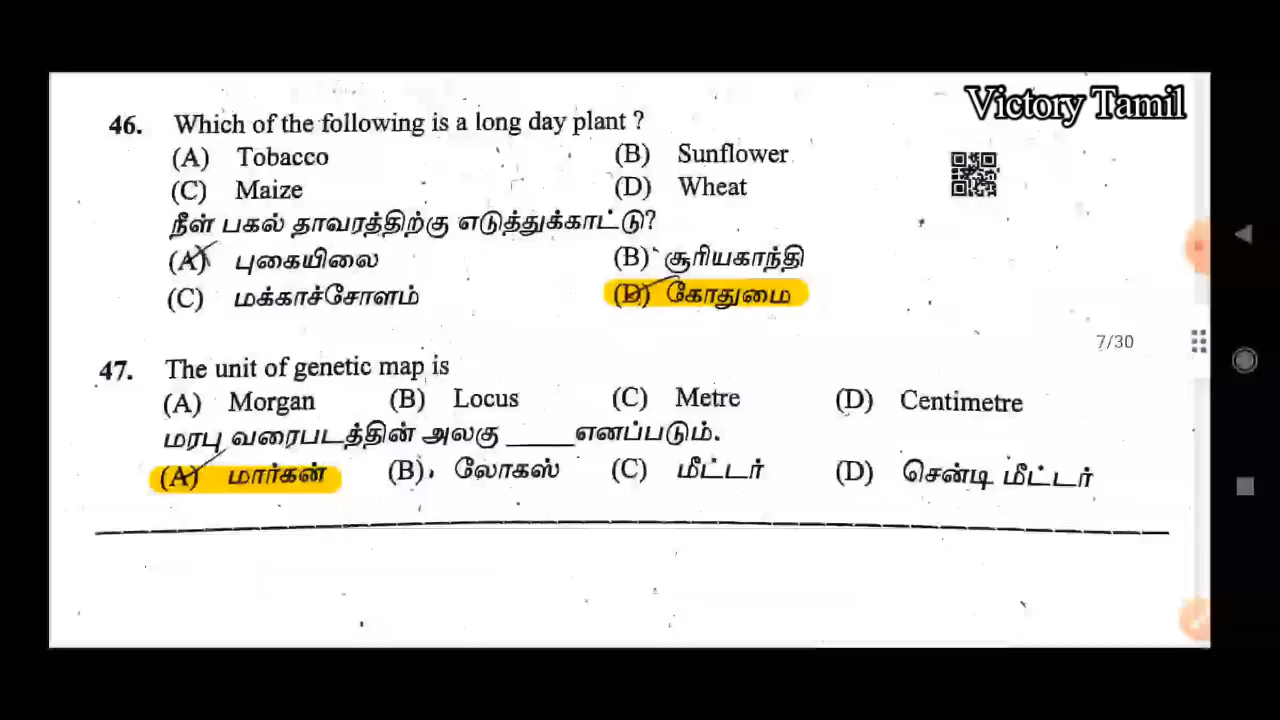 Victory Tamil
46. Which of the following is a long day plant ?
(A) Tobacco (B) Sunflower
(C) Maize (D) Wheat
நீள் பகல் தாவரத்திற்கு எடுத்துக்காட்டு?
(A) புகையிலை (B) சூரியகாந்தி
(C) மக்காச்சோளம் (D) கோதுமை
7/30
47. The unit of genetic map is
(A) Morgan (B) Locus (C) Metre (D) Centimetre
மரபு வரைபடத்தின் அலகு _____ எனப்படும்.
(A) மார்கன் (B) லோகஸ் (C) மீட்டர் (D) சென்டி மீட்டர்